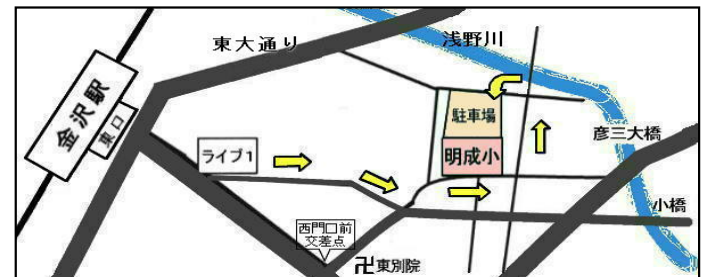 東大通り
浅野川
金沢駅
東口
駐車場
彦三大橋
ライブ1
明成小
小橋
西門口前
交差点
卍東別院